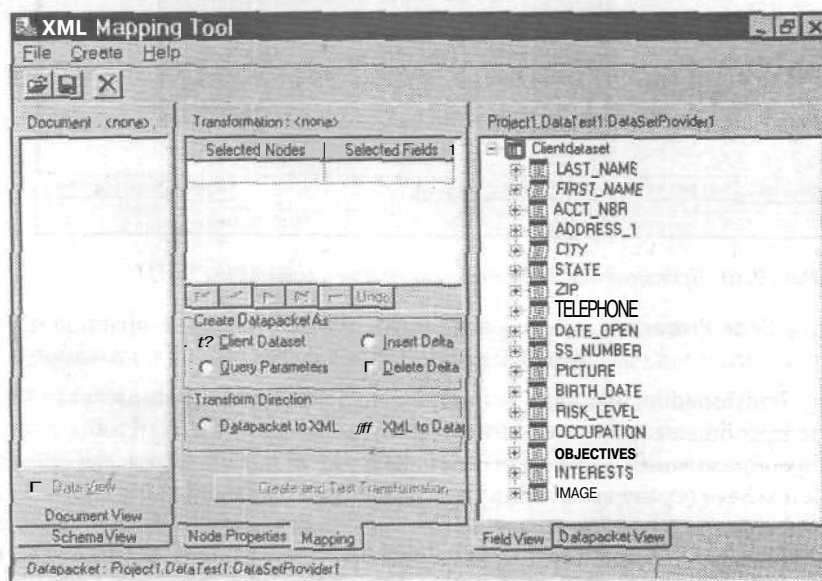 XML Mapping Tool
File Create Help
Document : <none>
Transformation : <none>
Project1.DataTest1.DataSetProvider1
Selected Nodes
Selected Fields 1
Clientdataset
LAST_NAME
FIRST_NAME
ACCT_NBR
ADDRESS_1
CITY
STATE
ZIP
TELEPHONE
DATE_OPEN
SS_NUMBER
PICTURE
BIRTH_DATE
RISK_LEVEL
OCCUPATION
OBJECTIVES
INTERESTS
IMAGE
Undo
Create Datapacket As
t? Client Dataset
Insert Delta
Query Parameters
Delete Delta
Transform Direction
Datapacket to XML
fff XML to Datap
Data View
Create and Test Transformation
Document View
Schema View
Node Properties
Mapping
Field View
Datapacket View
Datapacket : Project1.DataTest1.DataSetProvider1